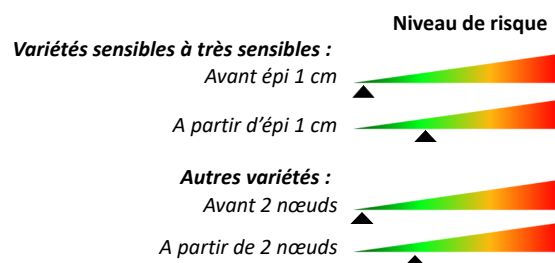 Niveau de risque
Variétés sensibles à très sensibles :
Avant épi 1 cm
A partir d'épi 1 cm
Autres variétés :
Avant 2 nœuds
A partir de 2 nœuds